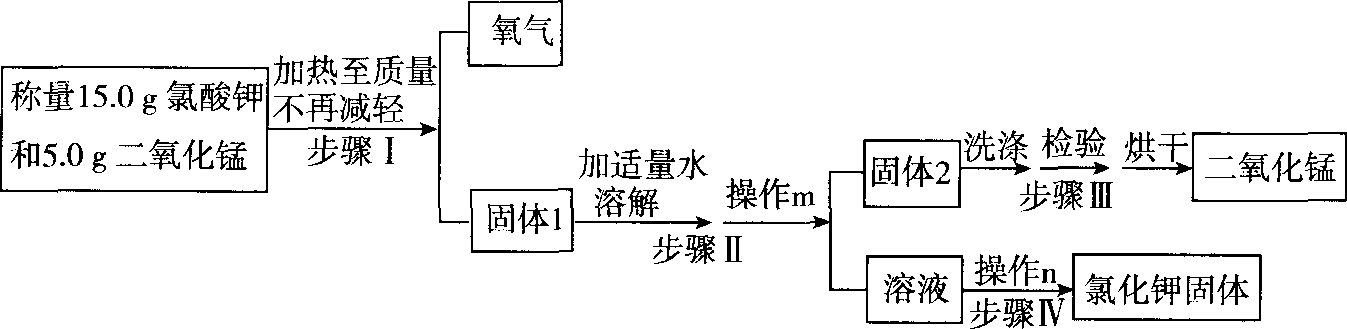 称量15.0 g 氯酸钾
和5.0 g 二氧化锰
加热至质量
不再减轻
步骤Ⅰ
氧气
固体1
加适量水
溶解
步骤Ⅱ
操作m
固体2
洗涤
检验
步骤Ⅲ
烘干
二氧化锰
溶液
操作n
步骤Ⅳ
氯化钾固体